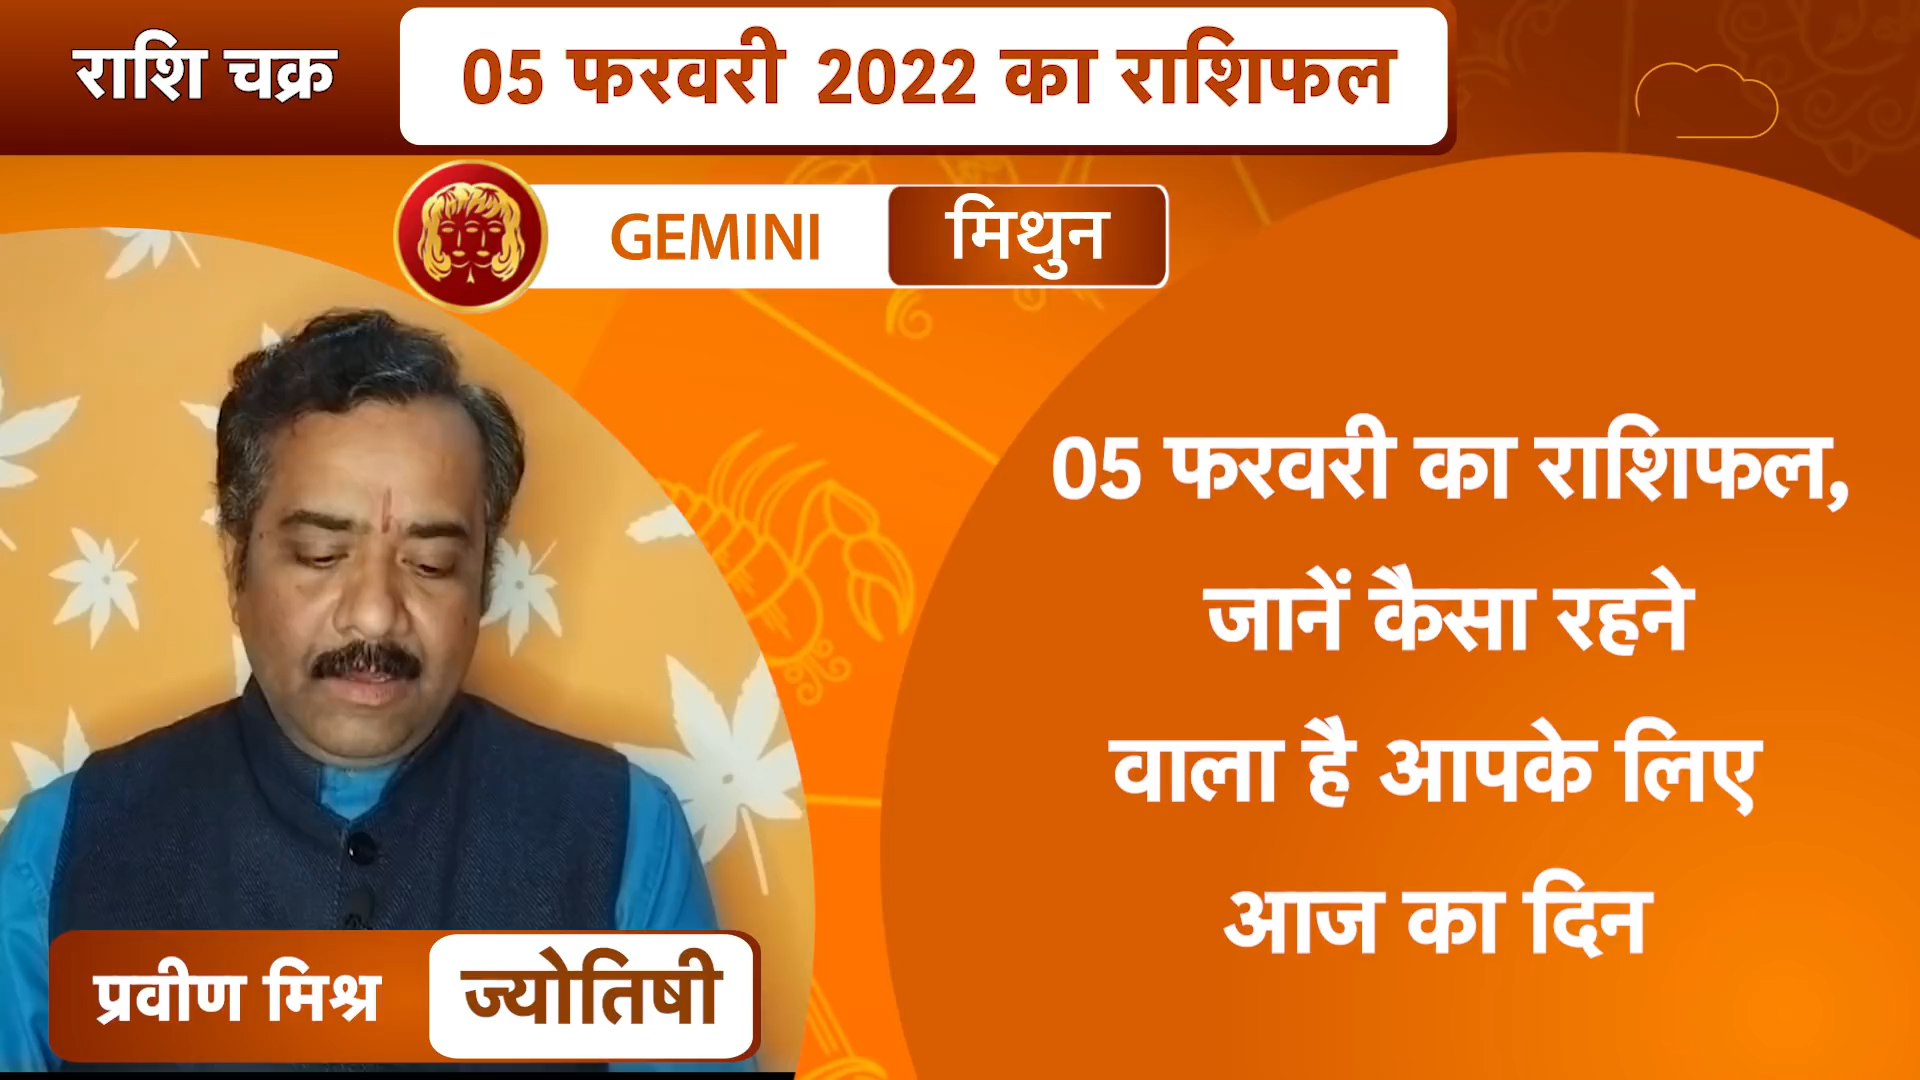 राशि चक्र
05 फरवरी 2022 का राशिफल
GEMINI
मिथुन
05 फरवरी का राशिफल,
जानें कैसा रहने
वाला है आपके लिए
आज का दिन
प्रवीण मिश्र
ज्योतिषी